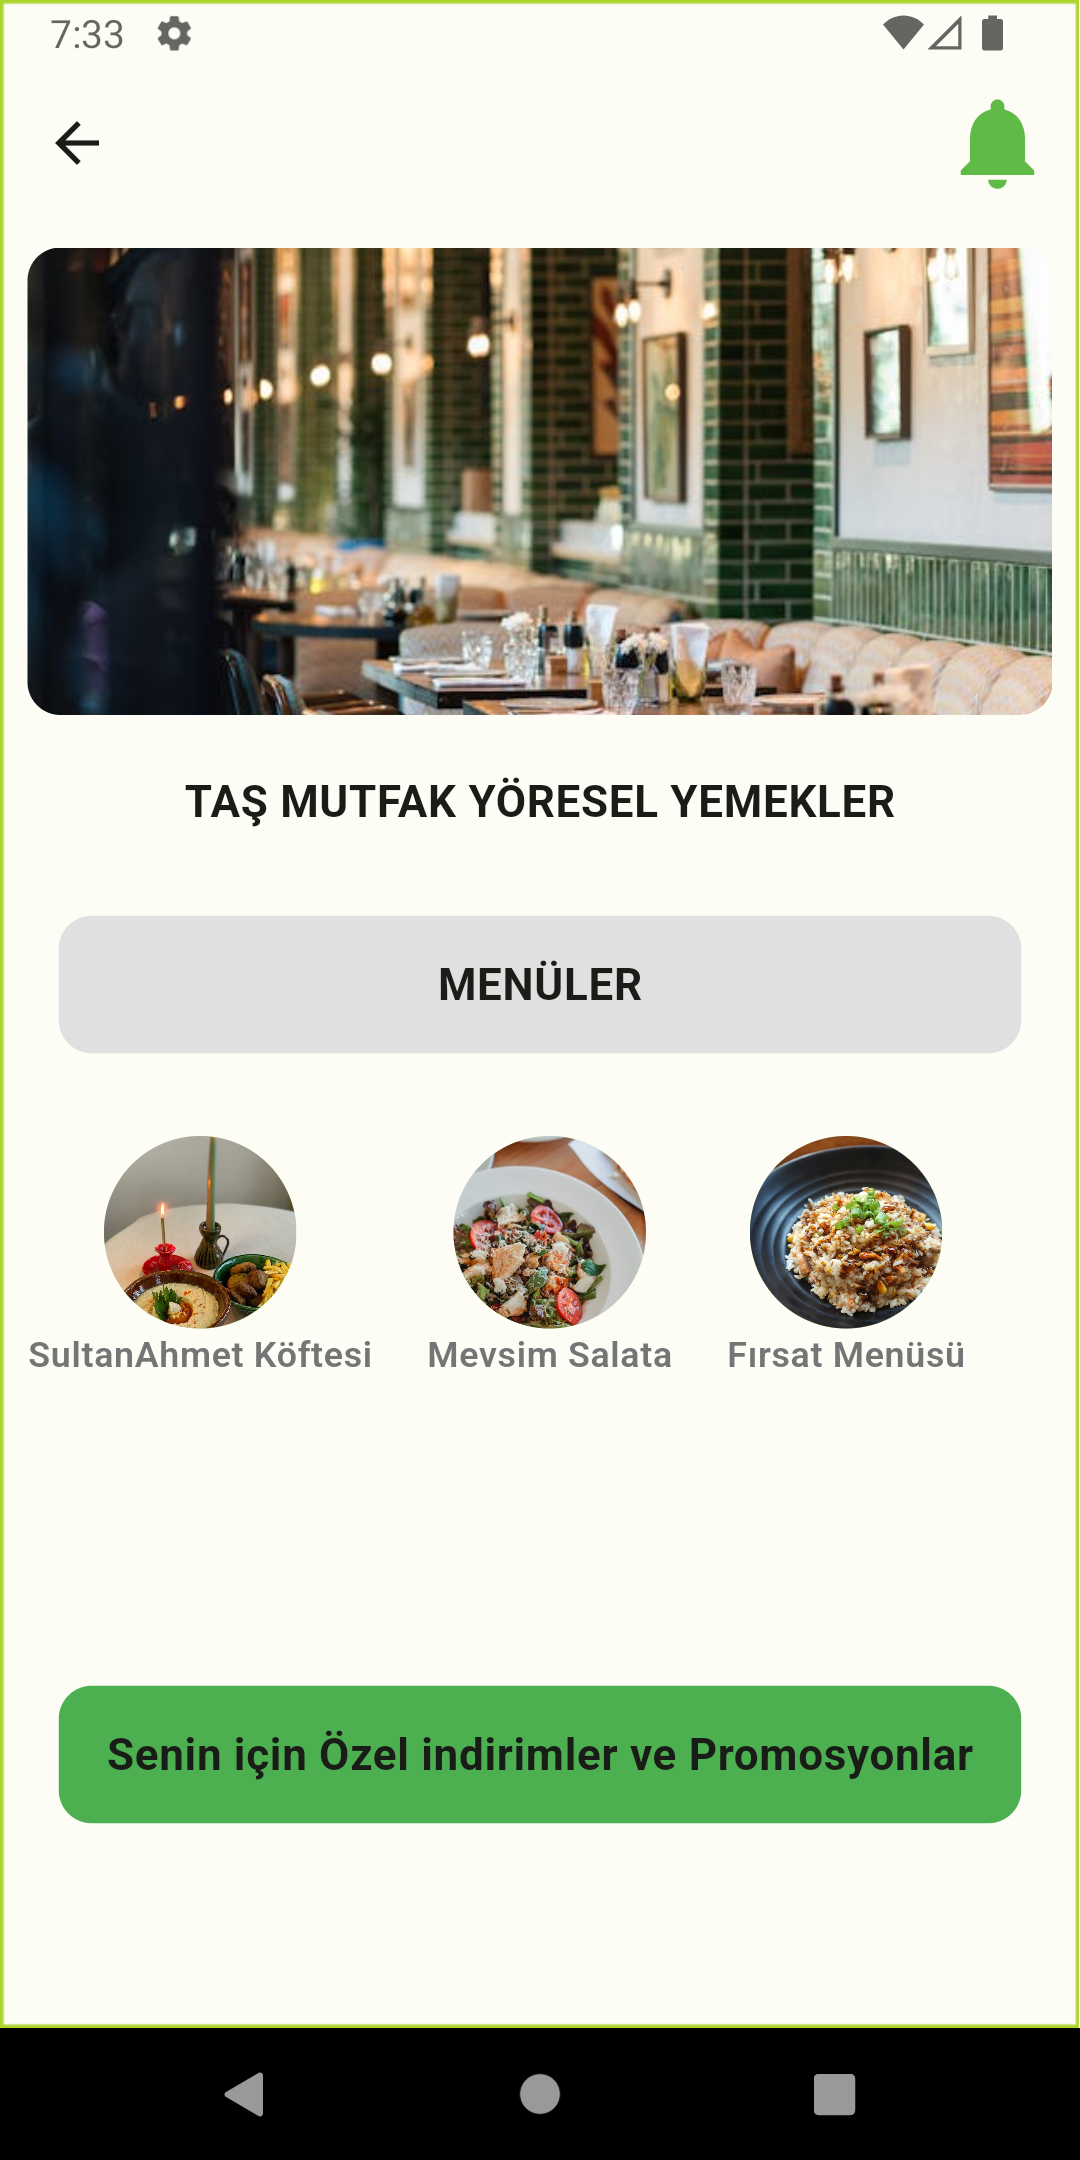 7:33
TAŞ MUTFAK YÖRESEL YEMEKLER
MENÜLER
SultanAhmet Köftesi
Mevsim Salata
Fırsat Menüsü
Senin için Özel indirimler ve Promosyonlar